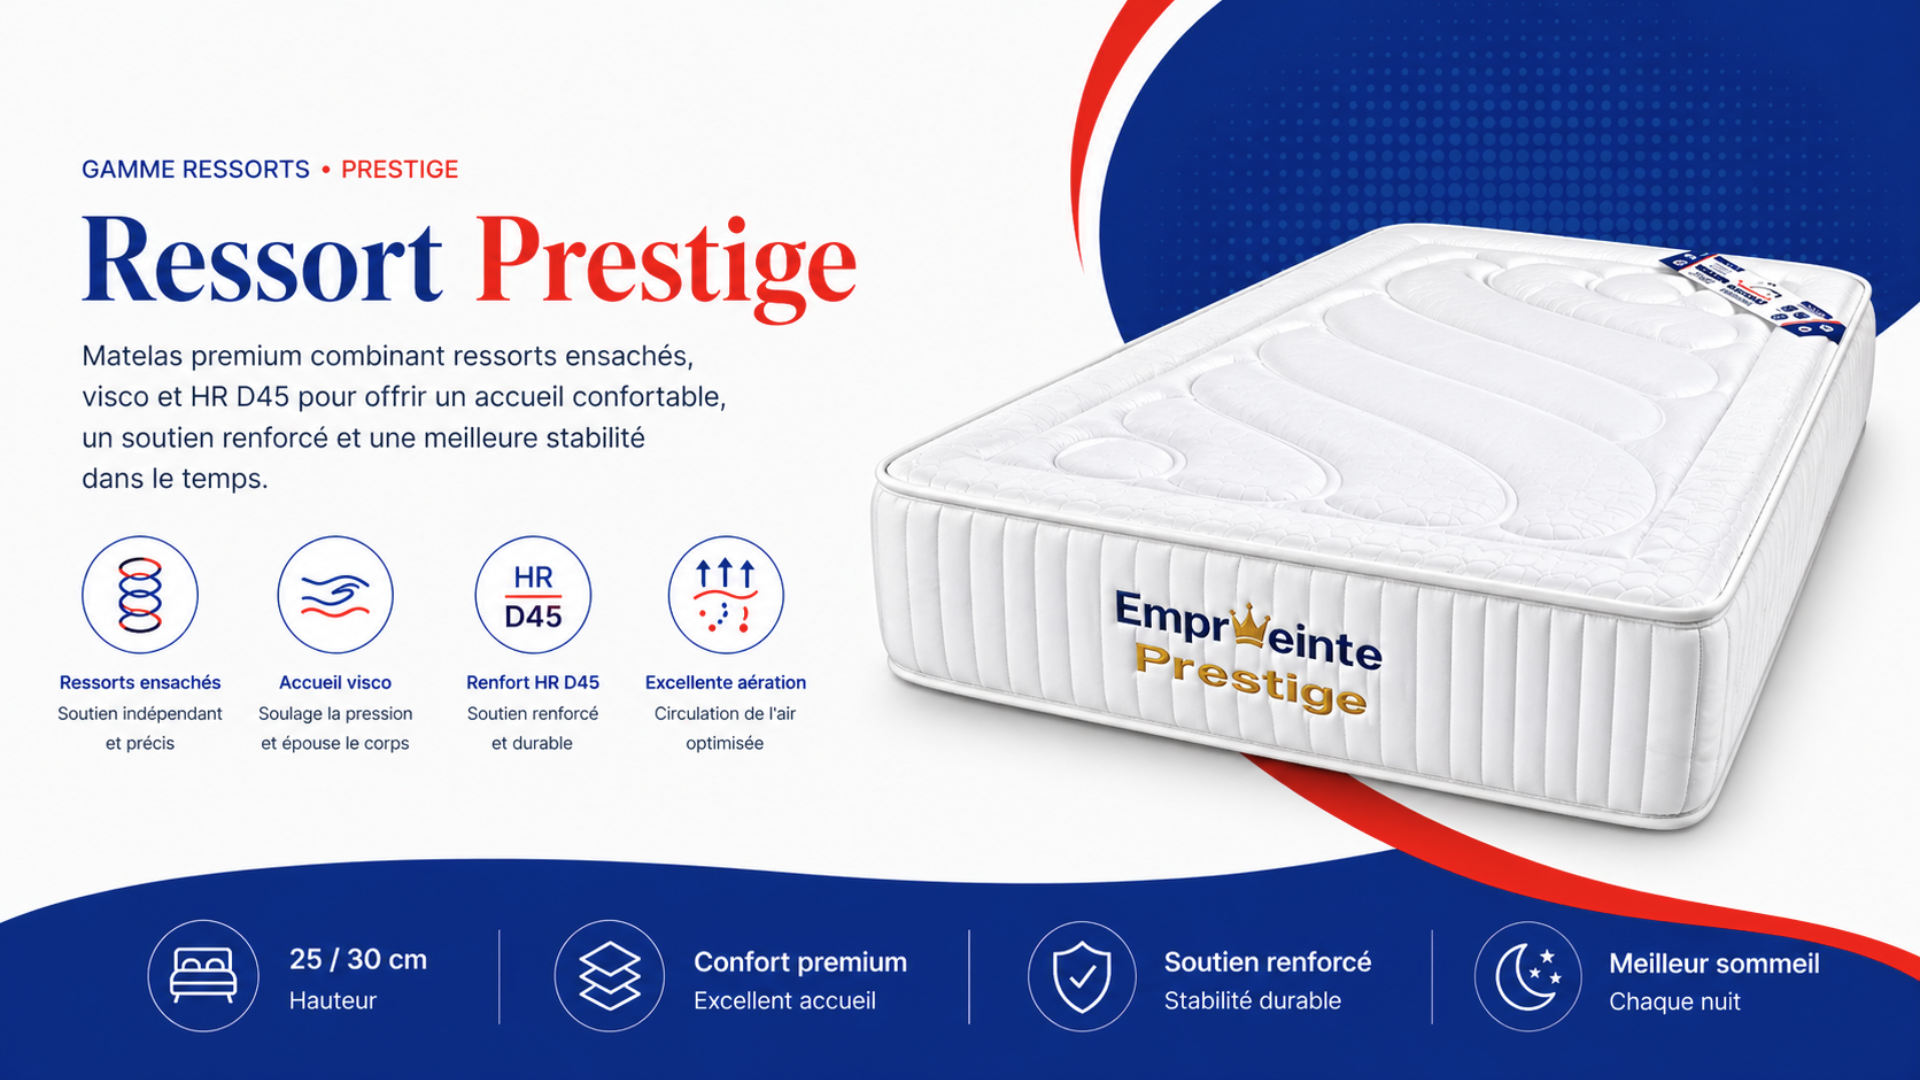 GAMME RESSORTS • PRESTIGE
Ressort Prestige
Matelas premium combinant ressorts ensachés,
visco et HR D45 pour offrir un accueil confortable,
un soutien renforcé et une meilleure stabilité
dans le temps.
HR
D45
Ressorts ensachés
Soutien indépendant
et précis
Accueil visco
Soulage la pression
et épouse le corps
Renfort HR D45
Soutien renforcé
et durable
Excellente aération
Circulation de l'air
optimisée
Empreinte
Prestige
25 / 30 cm
Hauteur
Confort premium
Excellent accueil
Soutien renforcé
Stabilité durable
Meilleur sommeil
Chaque nuit